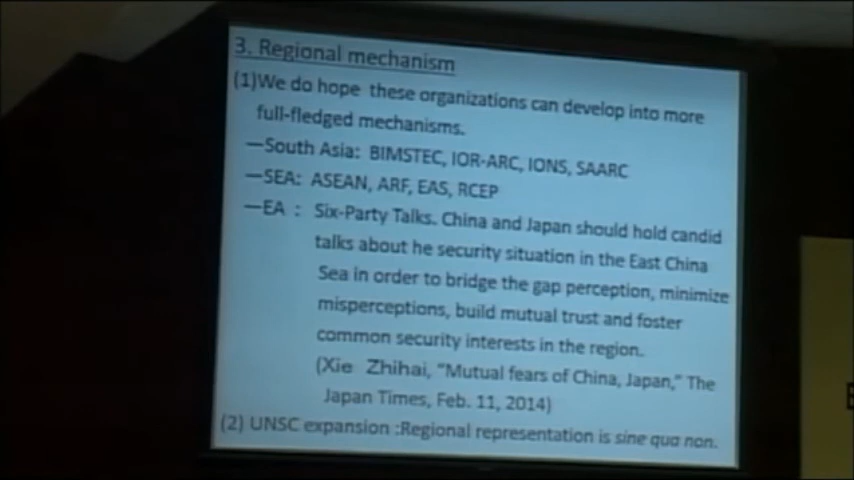 3. Regional mechanism
(1)We do hope these organizations can develop into more
full-fledged mechanisms.
—South Asia: BIMSTEC, IOR-ARC, IONS, SAARC
—SEA: ASEAN, ARF, EAS, RCEP
—EA : Six-Party Talks. China and Japan should hold candid
talks about he security situation in the East China
Sea in order to bridge the gap perception, minimize
misperceptions, build mutual trust and foster
common security interests in the region.
(Xie Zhihai, "Mutual fears of China, Japan," The
Japan Times, Feb. 11, 2014)
(2) UNSC expansion :Regional representation is sine qua non.